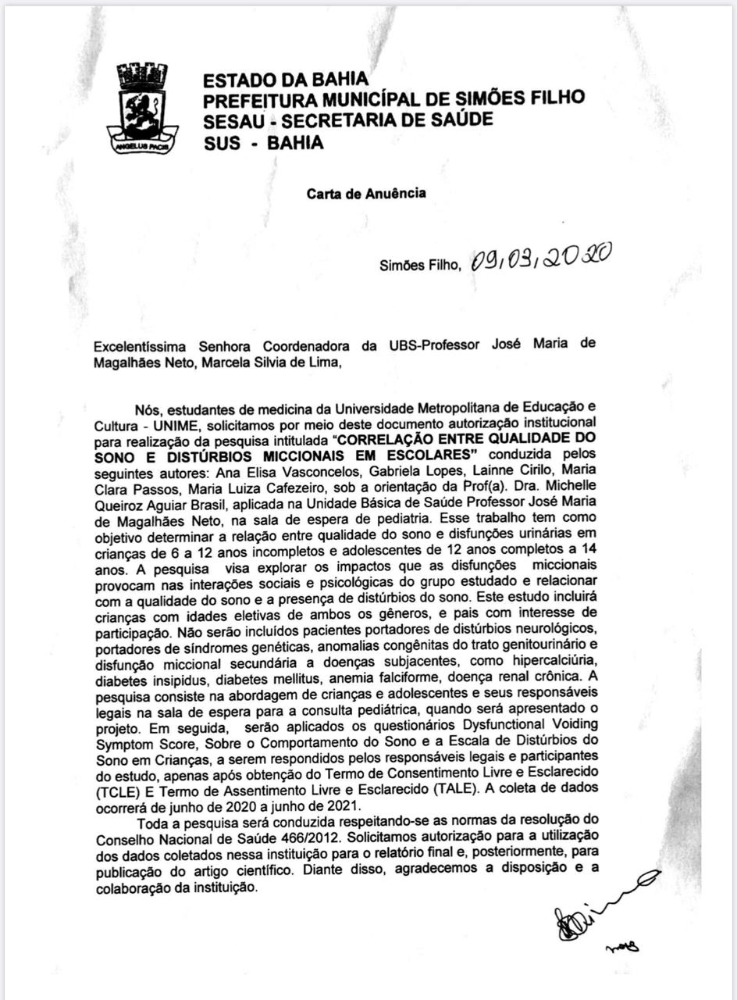 ESTADO DA BAHIA
PREFEITURA MUNICÍPAL DE SIMÕES FILHO
SESAU - SECRETARIA DE SAÚDE
SUS - BAHIA
ANGELUS PACIS
Carta de Anuência
Simões Filho, 09,03,2020
Excelentíssima Senhora Coordenadora da UBS-Professor José Maria de
Magalhães Neto, Marcela Silvia de Lima,
Nós, estudantes de medicina da Universidade Metropolitana de Educação e
Cultura - UNIME, solicitamos por meio deste documento autorização institucional
para realização da pesquisa intitulada “CORRELAÇÃO ENTRE QUALIDADE DO
SONO E DISTÚRBIOS MICCIONAIS EM ESCOLARES” conduzida pelos
seguintes autores: Ana Elisa Vasconcelos, Gabriela Lopes, Lainne Cirilo, Maria
Clara Passos, Maria Luiza Cafezeiro, sob a orientação da Prof(a). Dra. Michelle
Queiroz Aguiar Brasil, aplicada na Unidade Básica de Saúde Professor José Maria
de Magalhães Neto, na sala de espera de pediatria. Esse trabalho tem como
objetivo determinar a relação entre qualidade do sono e disfunções urinárias em
crianças de 6 a 12 anos incompletos e adolescentes de 12 anos completos a 14
anos. A pesquisa visa explorar os impactos que as disfunções miccionais
provocam nas interações sociais e psicológicas do grupo estudado e relacionar
com a qualidade do sono e a presença de distúrbios do sono. Este estudo incluirá
crianças com idades eletivas de ambos os gêneros, e pais com interesse de
participação. Não serão incluídos pacientes portadores de distúrbios neurológicos,
portadores de síndromes genéticas, anomalias congênitas do trato genitourinário e
disfunção miccional secundária a doenças subjacentes, como hipercalciúria,
diabetes insipidus, diabetes mellitus, anemia falciforme, doença renal crônica. A
pesquisa consiste na abordagem de crianças e adolescentes e seus responsáveis
legais na sala de espera para a consulta pediátrica, quando será apresentado o
projeto. Em seguida, serão aplicados os questionários Dysfunctional Voiding
Symptom Score, Sobre o Comportamento do Sono e a Escala de Distúrbios do
Sono em Crianças, a serem respondidos pelos responsáveis legais e participantes
do estudo, apenas após obtenção do Termo de Consentimento Livre e Esclarecido
(TCLE) E Termo de Assentimento Livre e Esclarecido (TALE). A coleta de dados
ocorrerá de junho de 2020 a junho de 2021.
Toda a pesquisa será conduzida respeitando-se as normas da resolução do
Conselho Nacional de Saúde 466/2012. Solicitamos autorização para a utilização
dos dados coletados nessa instituição para o relatório final e, posteriormente, para
publicação do artigo científico. Diante disso, agradecemos a disposição e a
colaboração da instituição.